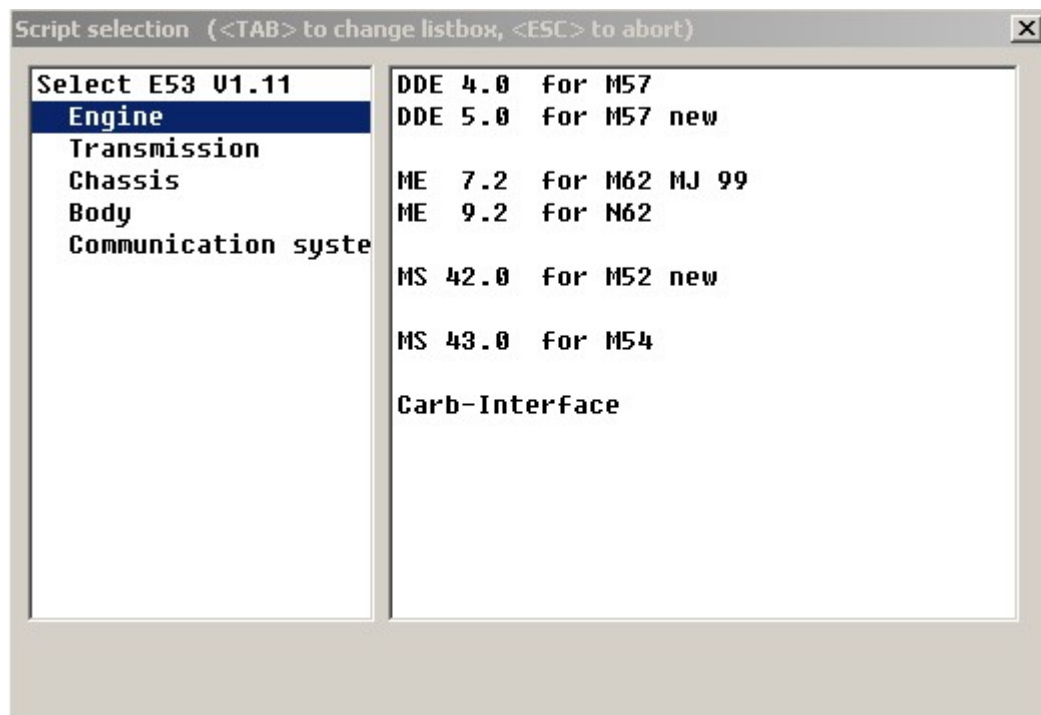 Script selection (<TAB> to change listbox, <ESC> to abort)
Select E53 V1.11
Engine
Transmission
Chassis
Body
Communication syste
DDE 4.0 for M57
DDE 5.0 for M57 new
ME 7.2 for M62 MJ 99
ME 9.2 for N62
MS 42.0 for M52 new
MS 43.0 for M54
Carb-Interface